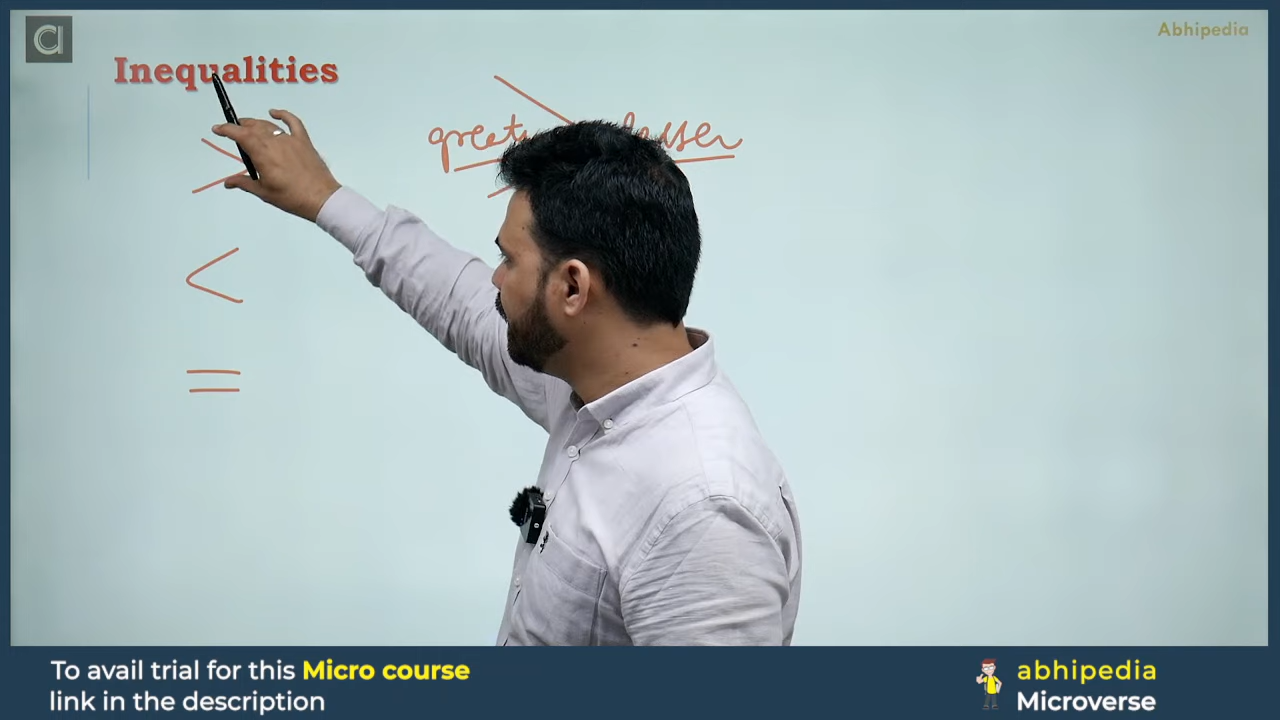 Abhipedia
Inequalities
>
<
=
To avail trial for this Micro course
link in the description
abhipedia
Microverse